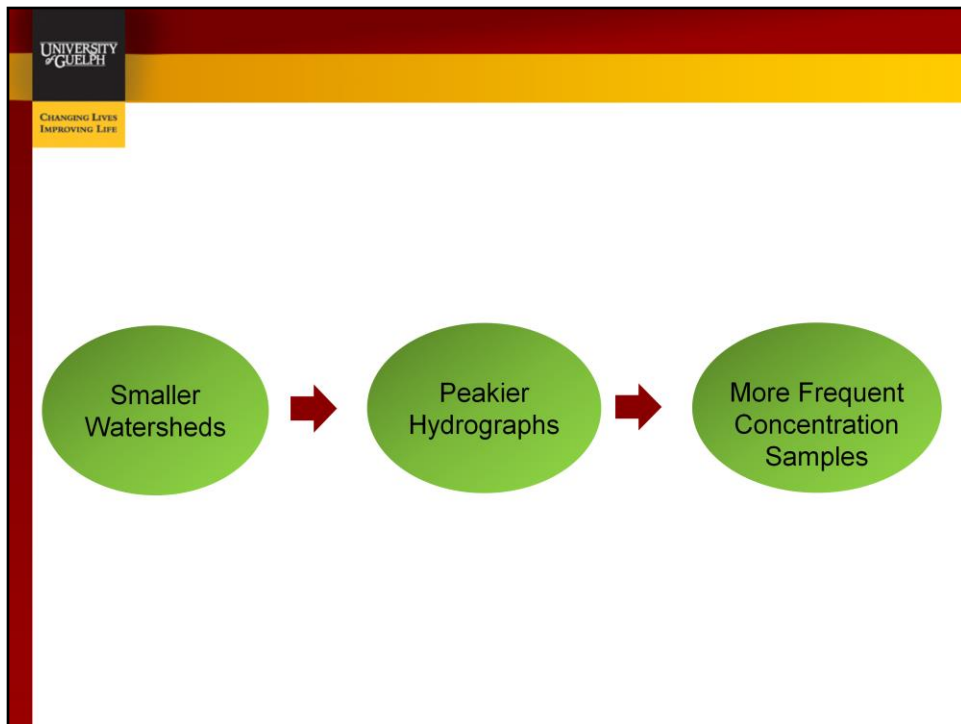 UNIVERSITY
of GUELPH
CHANGING LIVES
IMPROVING LIFE
Smaller
Watersheds
Peakier
Hydrographs
More Frequent
Concentration
Samples